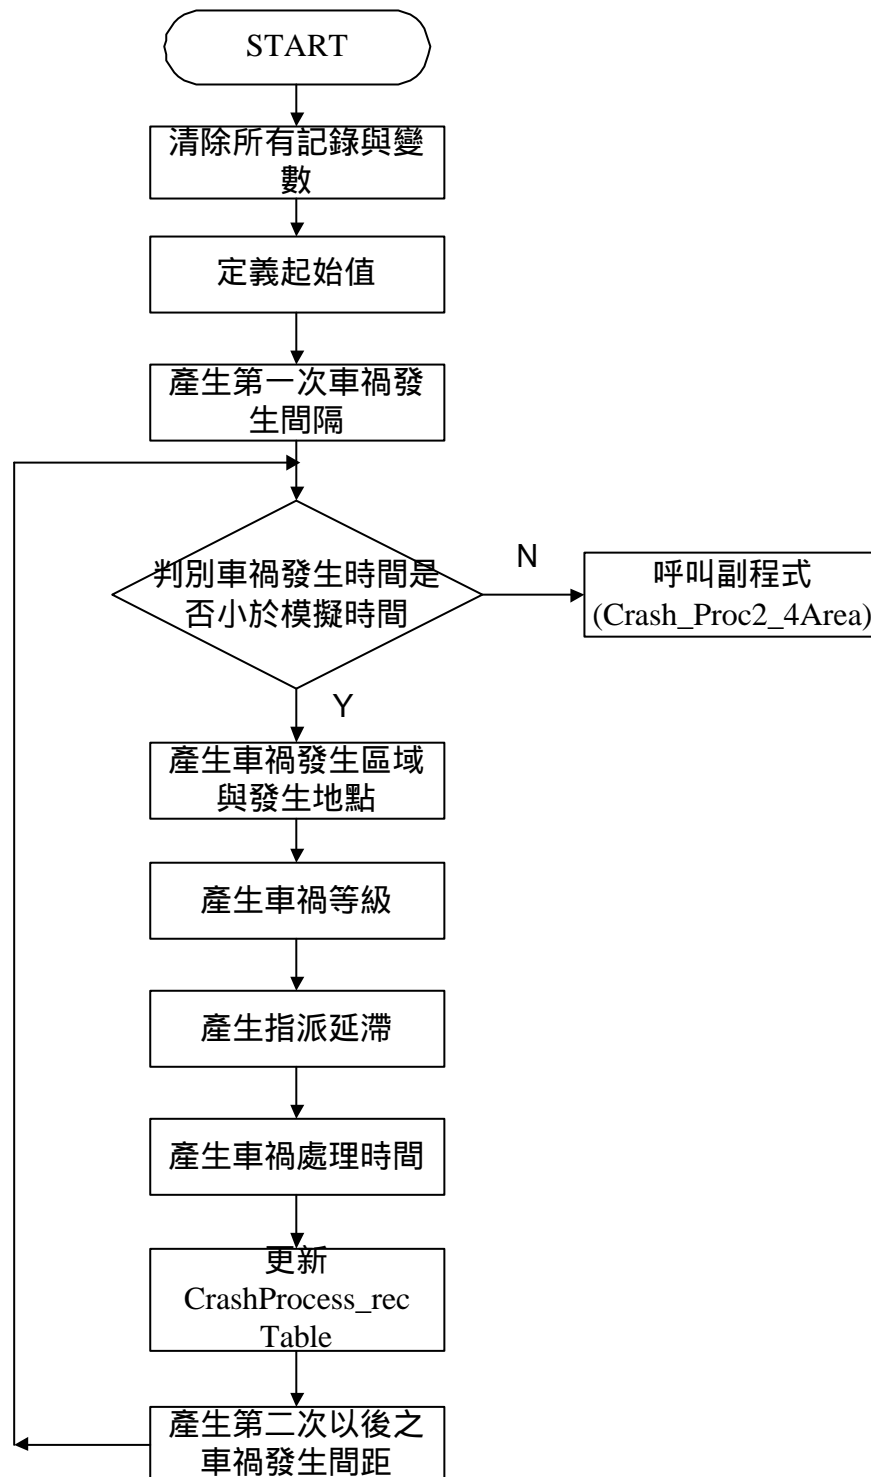 START
清除所有記錄與變
數
定義起始值
產生第一次車禍發
生間隔
判別車禍發生時間是
否小於模擬時間
N
呼叫副程式
(Crash_Proc2_4Area)
Y
產生車禍發生區域
與發生地點
產生車禍等級
產生指派延滯
產生車禍處理時間
更新
CrashProcess_rec
Table
產生第二次以後之
車禍發生間距